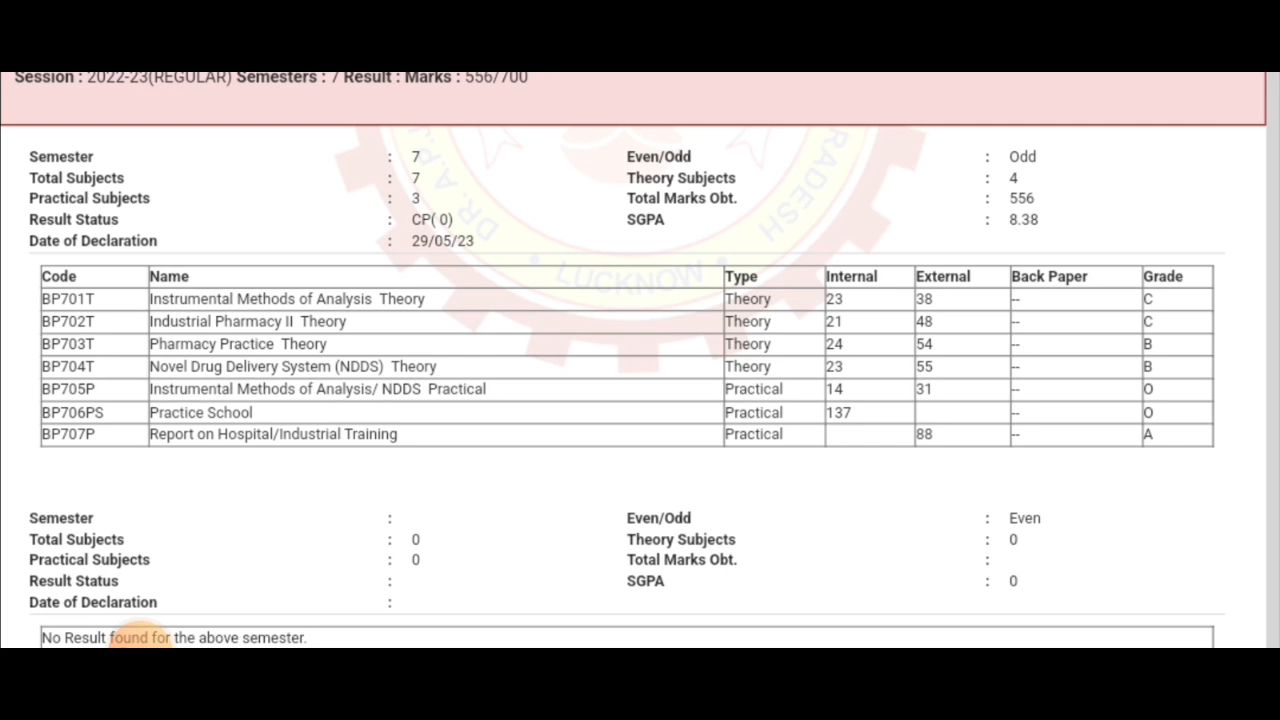 Session : 2022-23(REGULAR) Semesters : 7 Result : Marks : 556/700
Semester : 7 Even/Odd : Odd
Total Subjects : 7 Theory Subjects : 4
Practical Subjects : 3 Total Marks Obt. : 556
Result Status : CP( 0) SGPA : 8.38
Date of Declaration : 29/05/23
Code Name Type Internal External Back Paper Grade
BP701T Instrumental Methods of Analysis Theory Theory 23 38 -- C
BP702T Industrial Pharmacy II Theory Theory 21 48 -- C
BP703T Pharmacy Practice Theory Theory 24 54 -- B
BP704T Novel Drug Delivery System (NDDS) Theory Theory 23 55 -- B
BP705P Instrumental Methods of Analysis/ NDDS Practical Practical 14 31 -- O
BP706PS Practice School Practical 137 -- O
BP707P Report on Hospital/Industrial Training Practical 88 -- A
Semester : Even/Odd : Even
Total Subjects : 0 Theory Subjects : 0
Practical Subjects : 0 Total Marks Obt. :
Result Status : SGPA : 0
Date of Declaration :
No Result found for the above semester.
DR. A.P.J.
LUCKNOW
RADESH